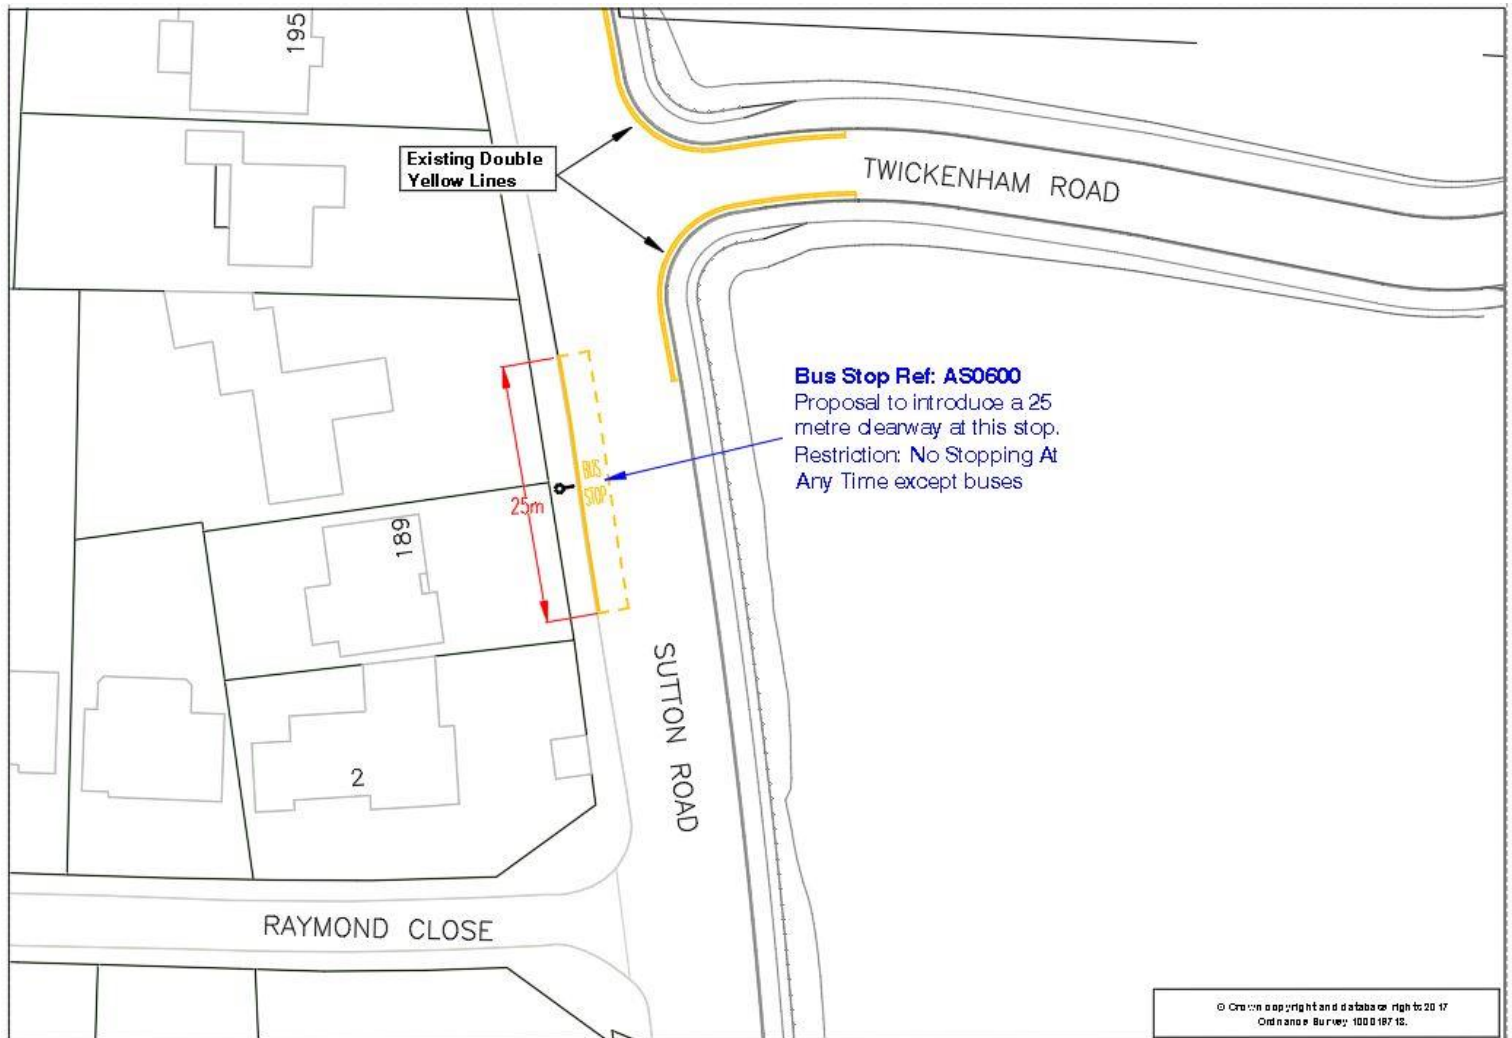 195
Existing Double
Yellow Lines
TWICKENHAM ROAD
Bus Stop Ref: AS0600
Proposal to introduce a 25
metre clearway at this stop.
Restriction: No Stopping At
Any Time except buses
BUS
STOP
25m
189
SUTTON ROAD
2
RAYMOND CLOSE
© Crown copyright and database rights 2017
Ordnance Survey 100019713.